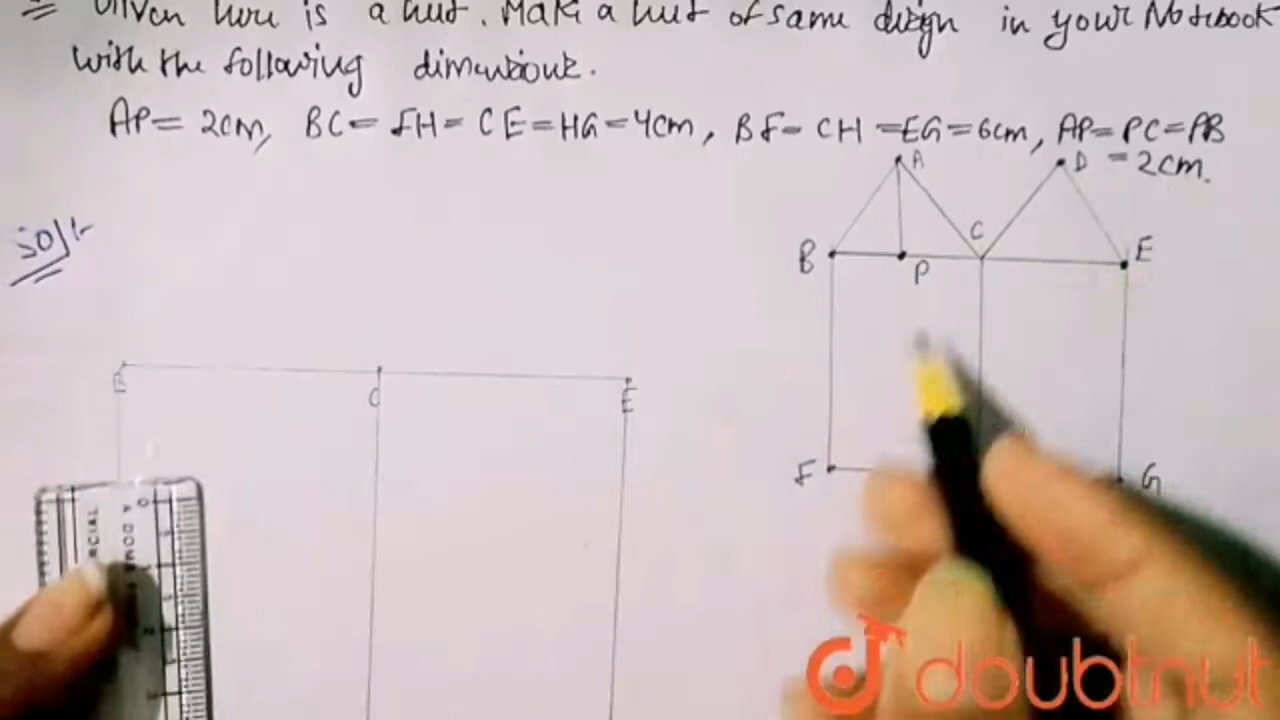 Given here is a hut. Make a hut of same design in your Notebook
with the following dimensions.
AP= 2cm, BC= FH= CE=HG=4cm, BF= CH =EG=6cm, AP=PC=PB
=2cm.
Sol:-
A
D
B
P
C
E
F
G
B
C
E
0
doubtnut